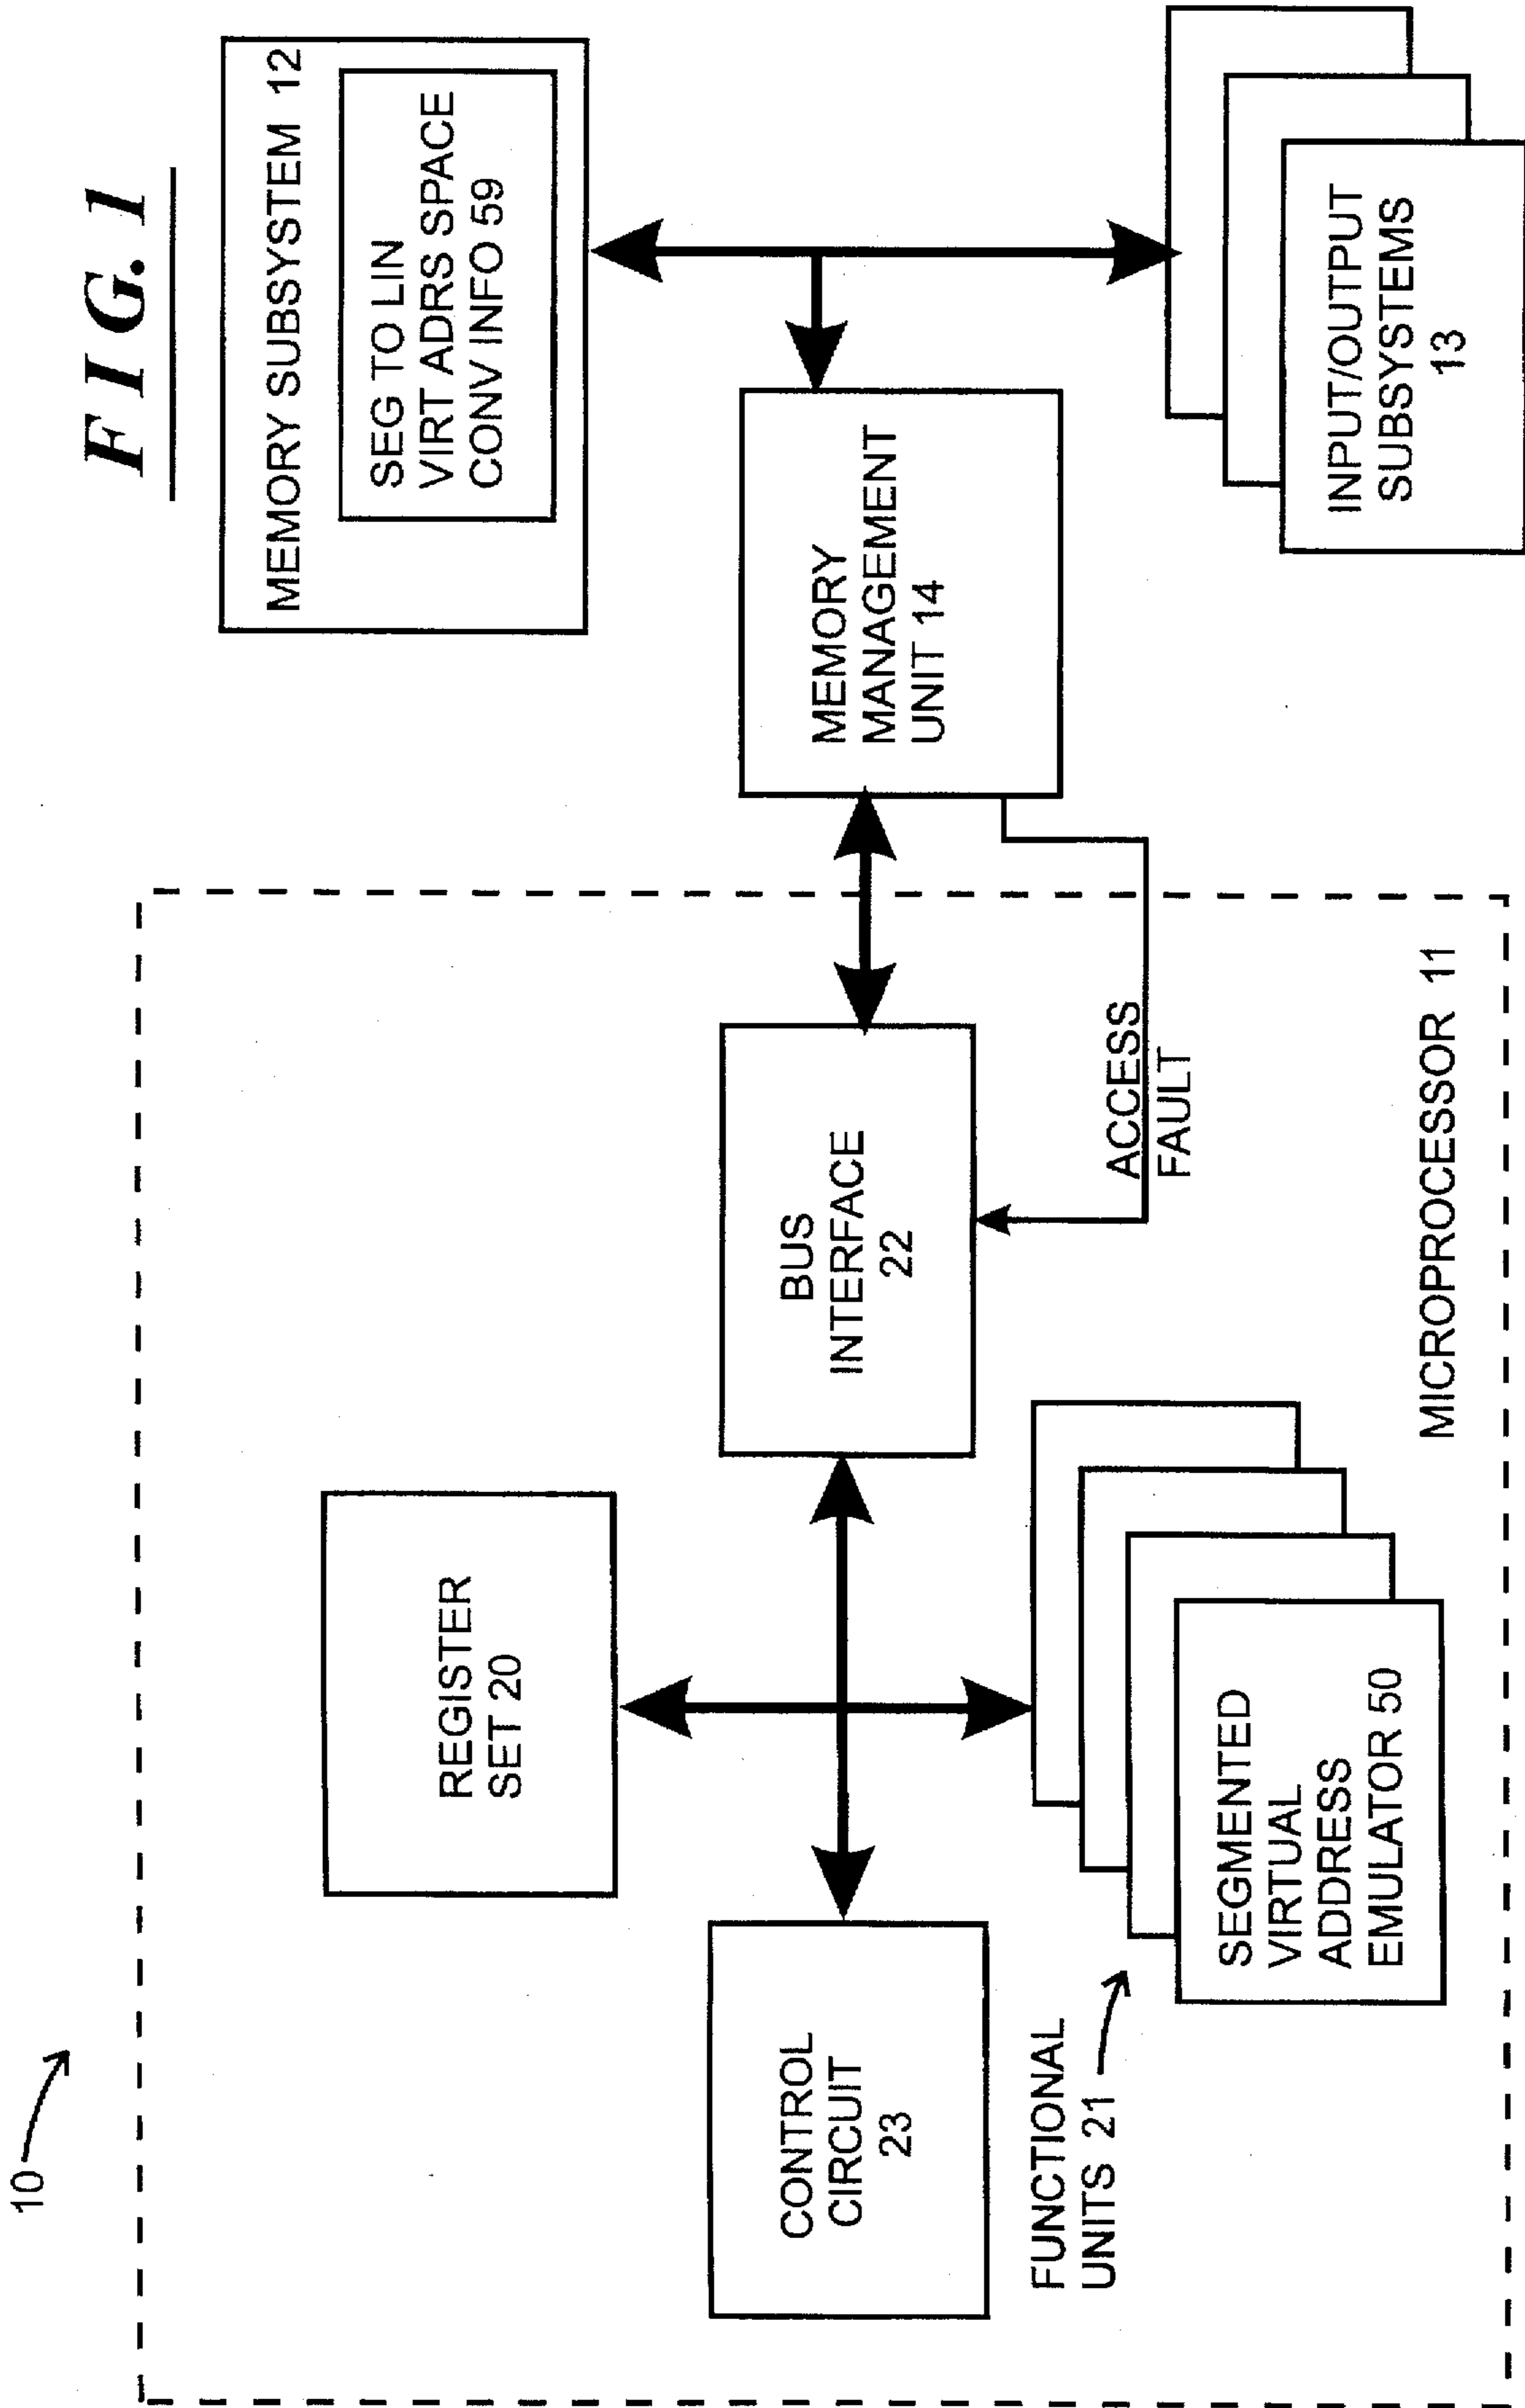 FIG. 1
10
MEMORY SUBSYSTEM 12
SEG TO LIN
VIRT ADRS SPACE
CONV INFO 59
REGISTER
SET 20
CONTROL
CIRCUIT
23
BUS
INTERFACE
22
MEMORY
MANAGEMENT
UNIT 14
FUNCTIONAL
UNITS 21
SEGMENTED
VIRTUAL
ADDRESS
EMULATOR 50
ACCESS
FAULT
INPUT/OUTPUT
SUBSYSTEMS
13
MICROPROCESSOR 11